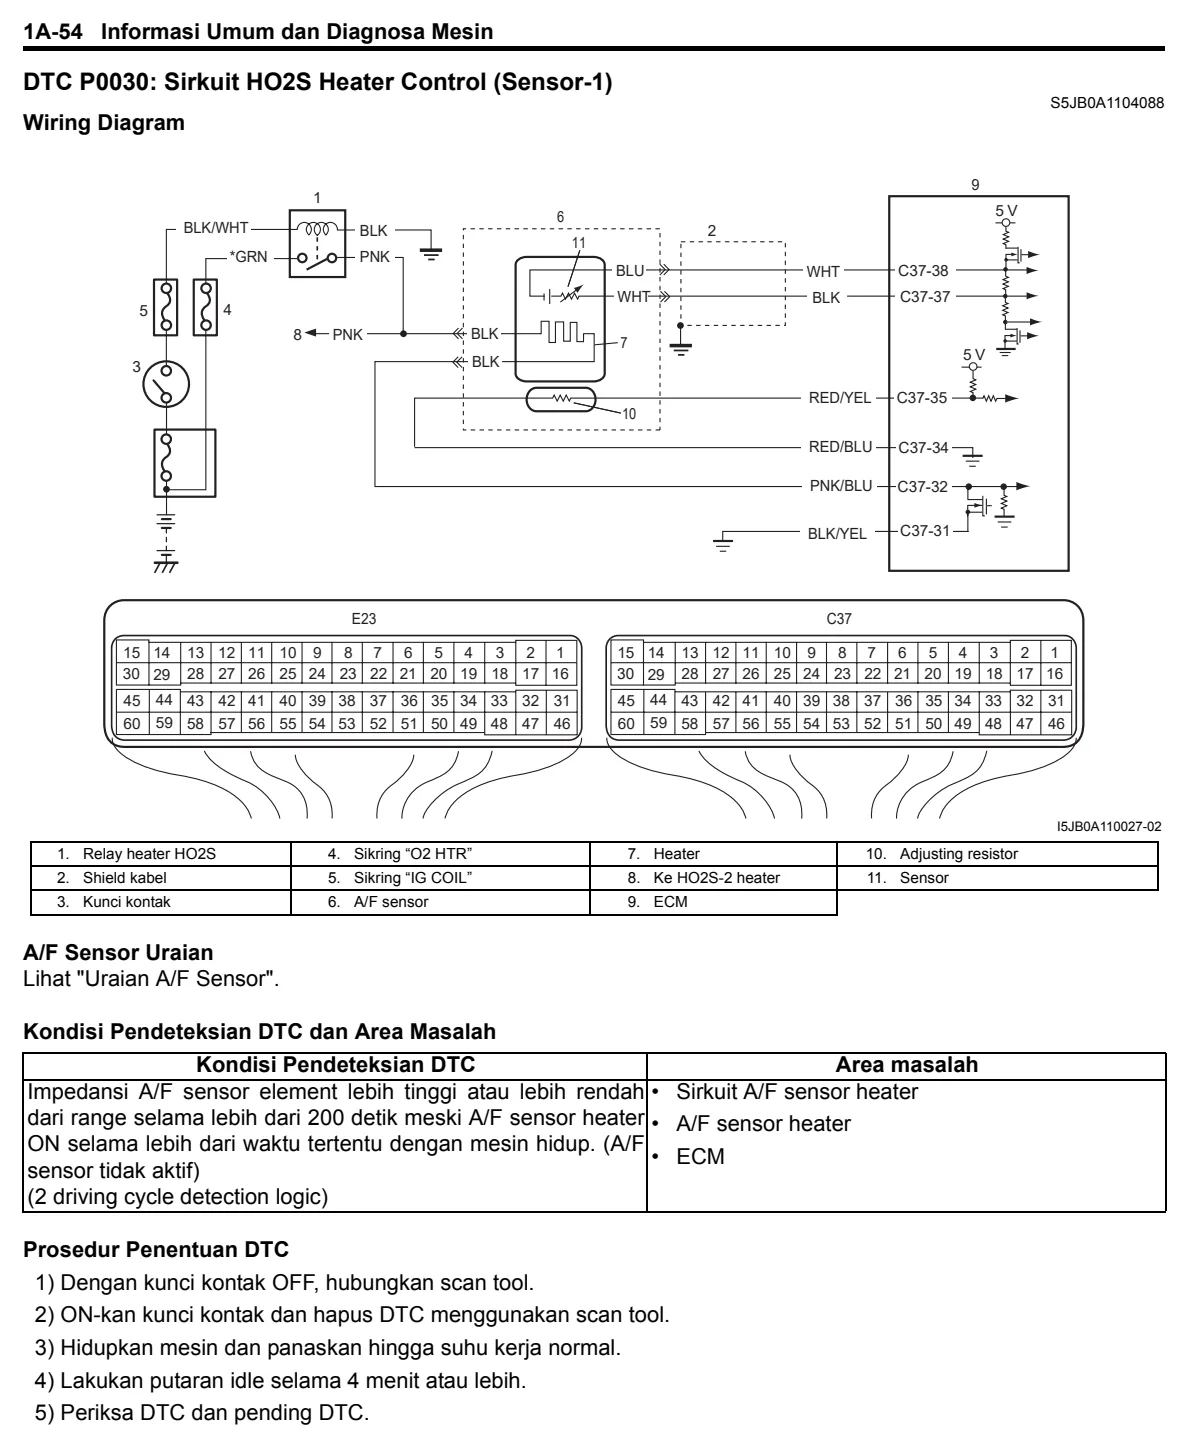 1A-54 Informasi Umum dan Diagnosa Mesin
DTC P0030: Sirkuit HO2S Heater Control (Sensor-1)
S5JB0A1104088
Wiring Diagram
1
9
5 V
6
2
BLK/WHT
BLK
11
*GRN
PNK
BLU
WHT
C37-38
WHT
BLK
C37-37
5
4
8
PNK
BLK
7
BLK
5 V
3
RED/YEL
C37-35
10
RED/BLU
C37-34
PNK/BLU
C37-32
BLK/YEL
C37-31
E23
C37
15 14 13 12 11 10 9 8 7 6 5 4 3 2 1
15 14 13 12 11 10 9 8 7 6 5 4 3 2 1
30 29 28 27 26 25 24 23 22 21 20 19 18 17 16
30 29 28 27 26 25 24 23 22 21 20 19 18 17 16
45 44 43 42 41 40 39 38 37 36 35 34 33 32 31
45 44 43 42 41 40 39 38 37 36 35 34 33 32 31
60 59 58 57 56 55 54 53 52 51 50 49 48 47 46
60 59 58 57 56 55 54 53 52 51 50 49 48 47 46
I5JB0A110027-02
1. Relay heater HO2S 4. Sikring “O2 HTR” 7. Heater 10. Adjusting resistor
2. Shield kabel 5. Sikring “IG COIL” 8. Ke HO2S-2 heater 11. Sensor
3. Kunci kontak 6. A/F sensor 9. ECM
A/F Sensor Uraian
Lihat "Uraian A/F Sensor".
Kondisi Pendeteksian DTC dan Area Masalah
Kondisi Pendeteksian DTC
Area masalah
Impedansi A/F sensor element lebih tinggi atau lebih rendah
dari range selama lebih dari 200 detik meski A/F sensor heater
ON selama lebih dari waktu tertentu dengan mesin hidup. (A/F
sensor tidak aktif)
(2 driving cycle detection logic)
• Sirkuit A/F sensor heater
• A/F sensor heater
• ECM
Prosedur Penentuan DTC
1) Dengan kunci kontak OFF, hubungkan scan tool.
2) ON-kan kunci kontak dan hapus DTC menggunakan scan tool.
3) Hidupkan mesin dan panaskan hingga suhu kerja normal.
4) Lakukan putaran idle selama 4 menit atau lebih.
5) Periksa DTC dan pending DTC.